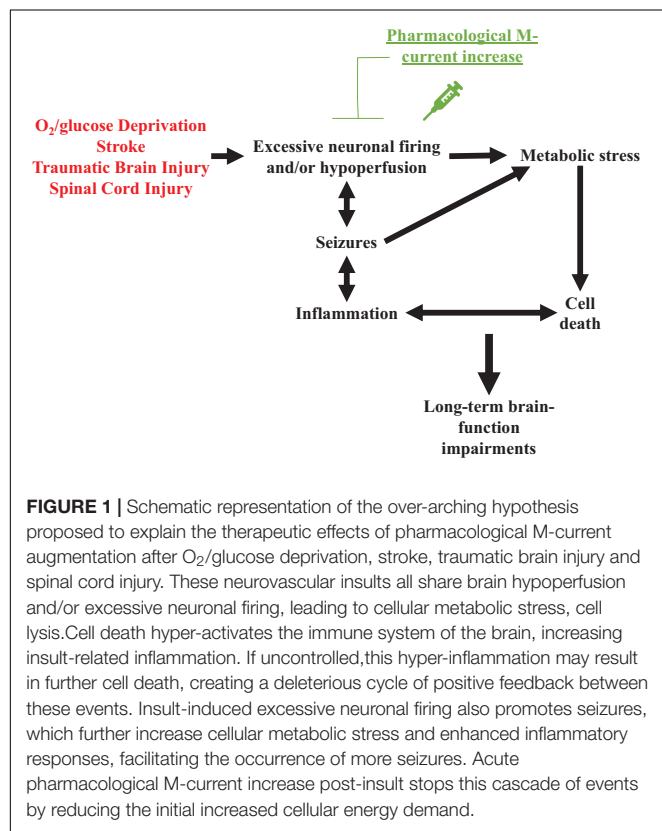 Pharmacological M-
current increase
O₂/glucose Deprivation
Stroke
Traumatic Brain Injury
Spinal Cord Injury
Excessive neuronal firing
and/or hypoperfusion
Metabolic stress
Seizures
Inflammation
Cell
death
Long-term brain-
function
impairments
FIGURE 1 | Schematic representation of the over-arching hypothesis
proposed to explain the therapeutic effects of pharmacological M-current
augmentation after O₂/glucose deprivation, stroke, traumatic brain injury and
spinal cord injury. These neurovascular insults all share brain hypoperfusion
and/or excessive neuronal firing, leading to cellular metabolic stress, cell
lysis.Cell death hyper-activates the immune system of the brain, increasing
insult-related inflammation. If uncontrolled,this hyper-inflammation may result
in further cell death, creating a deleterious cycle of positive feedback between
these events. Insult-induced excessive neuronal firing also promotes seizures,
which further increase cellular metabolic stress and enhanced inflammatory
responses, facilitating the occurrence of more seizures. Acute
pharmacological M-current increase post-insult stops this cascade of events
by reducing the initial increased cellular energy demand.